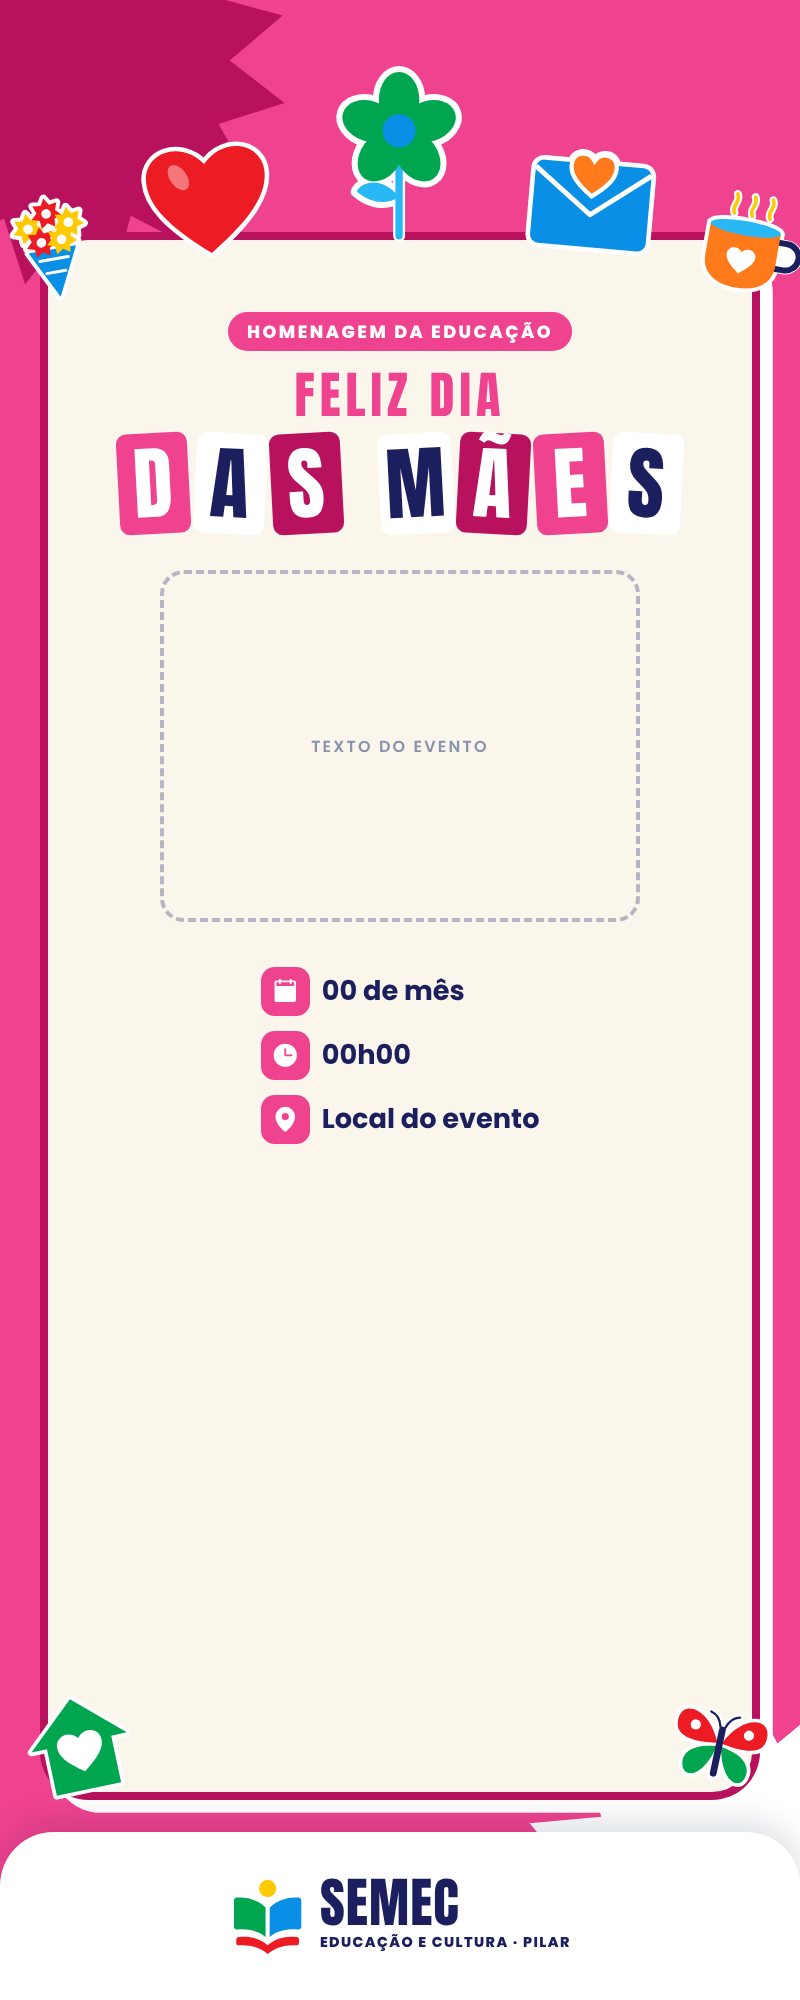 HOMENAGEM DA EDUCAÇÃO
FELIZ DIA
DAS MÃES
TEXTO DO EVENTO
00 de mês
00h00
Local do evento
SEMEC
EDUCAÇÃO E CULTURA · PILAR